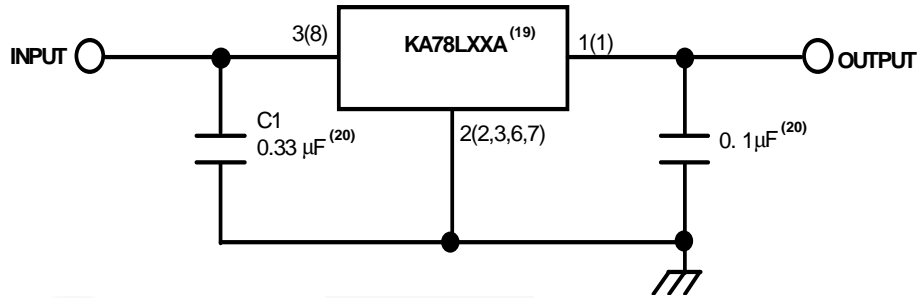 INPUT
3(8)
KA78LXXA(19)
1(1)
OUTPUT
C1
0.33 µF(20)
2(2,3,6,7)
0. 1µF(20)